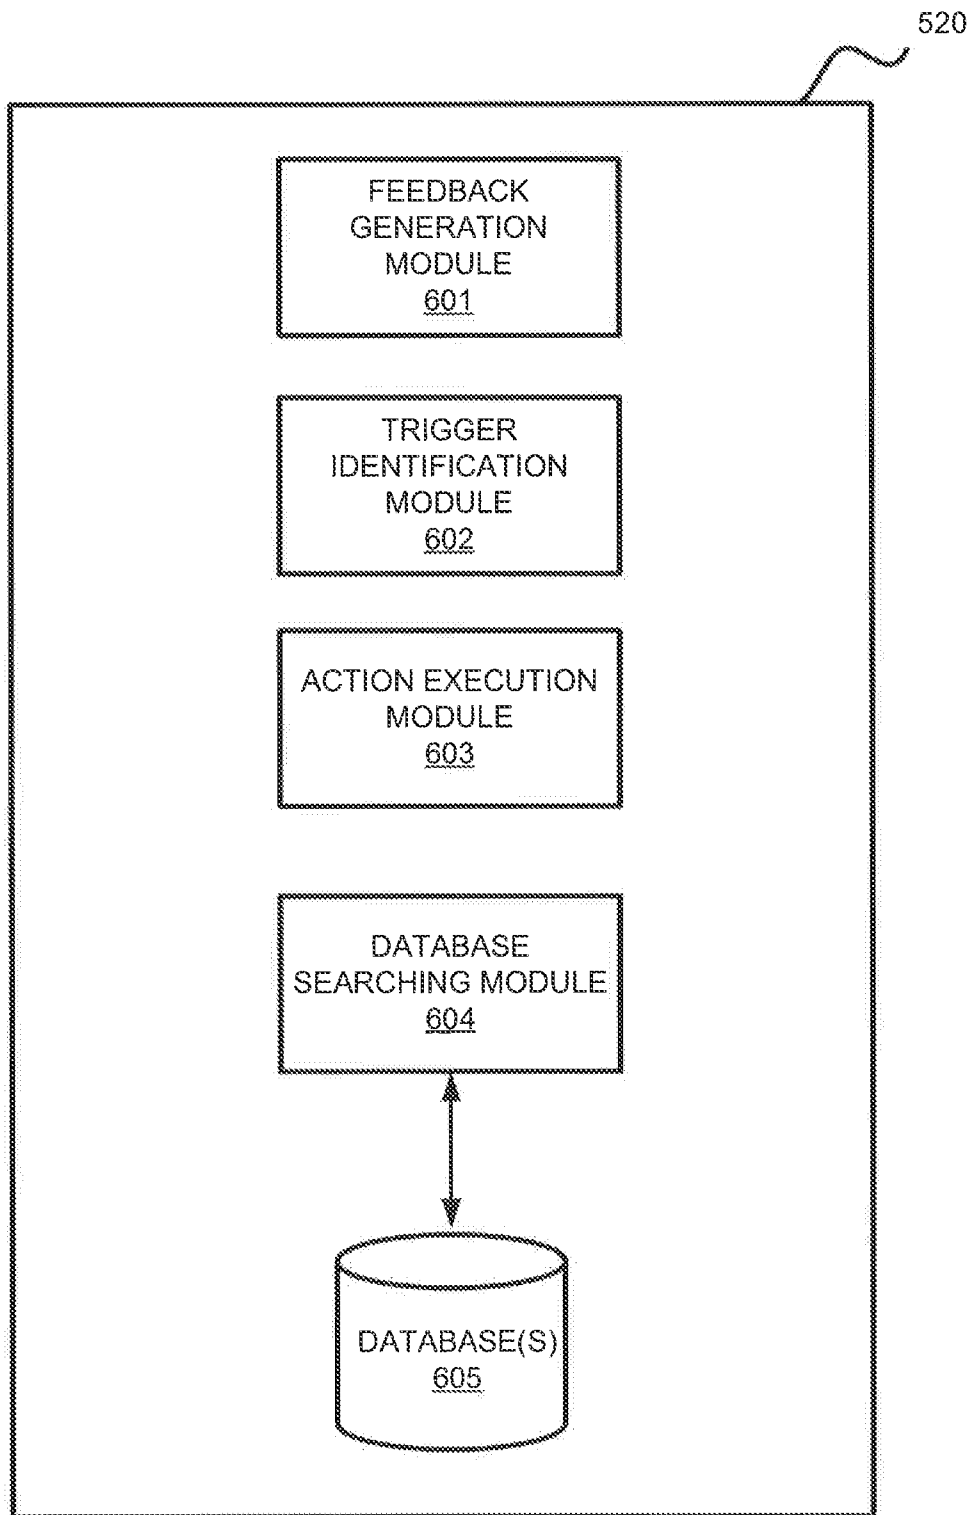 520
FEEDBACK
GENERATION
MODULE
601
TRIGGER
IDENTIFICATION
MODULE
602
ACTION EXECUTION
MODULE
603
DATABASE
SEARCHING MODULE
604
DATABASE(S)
605